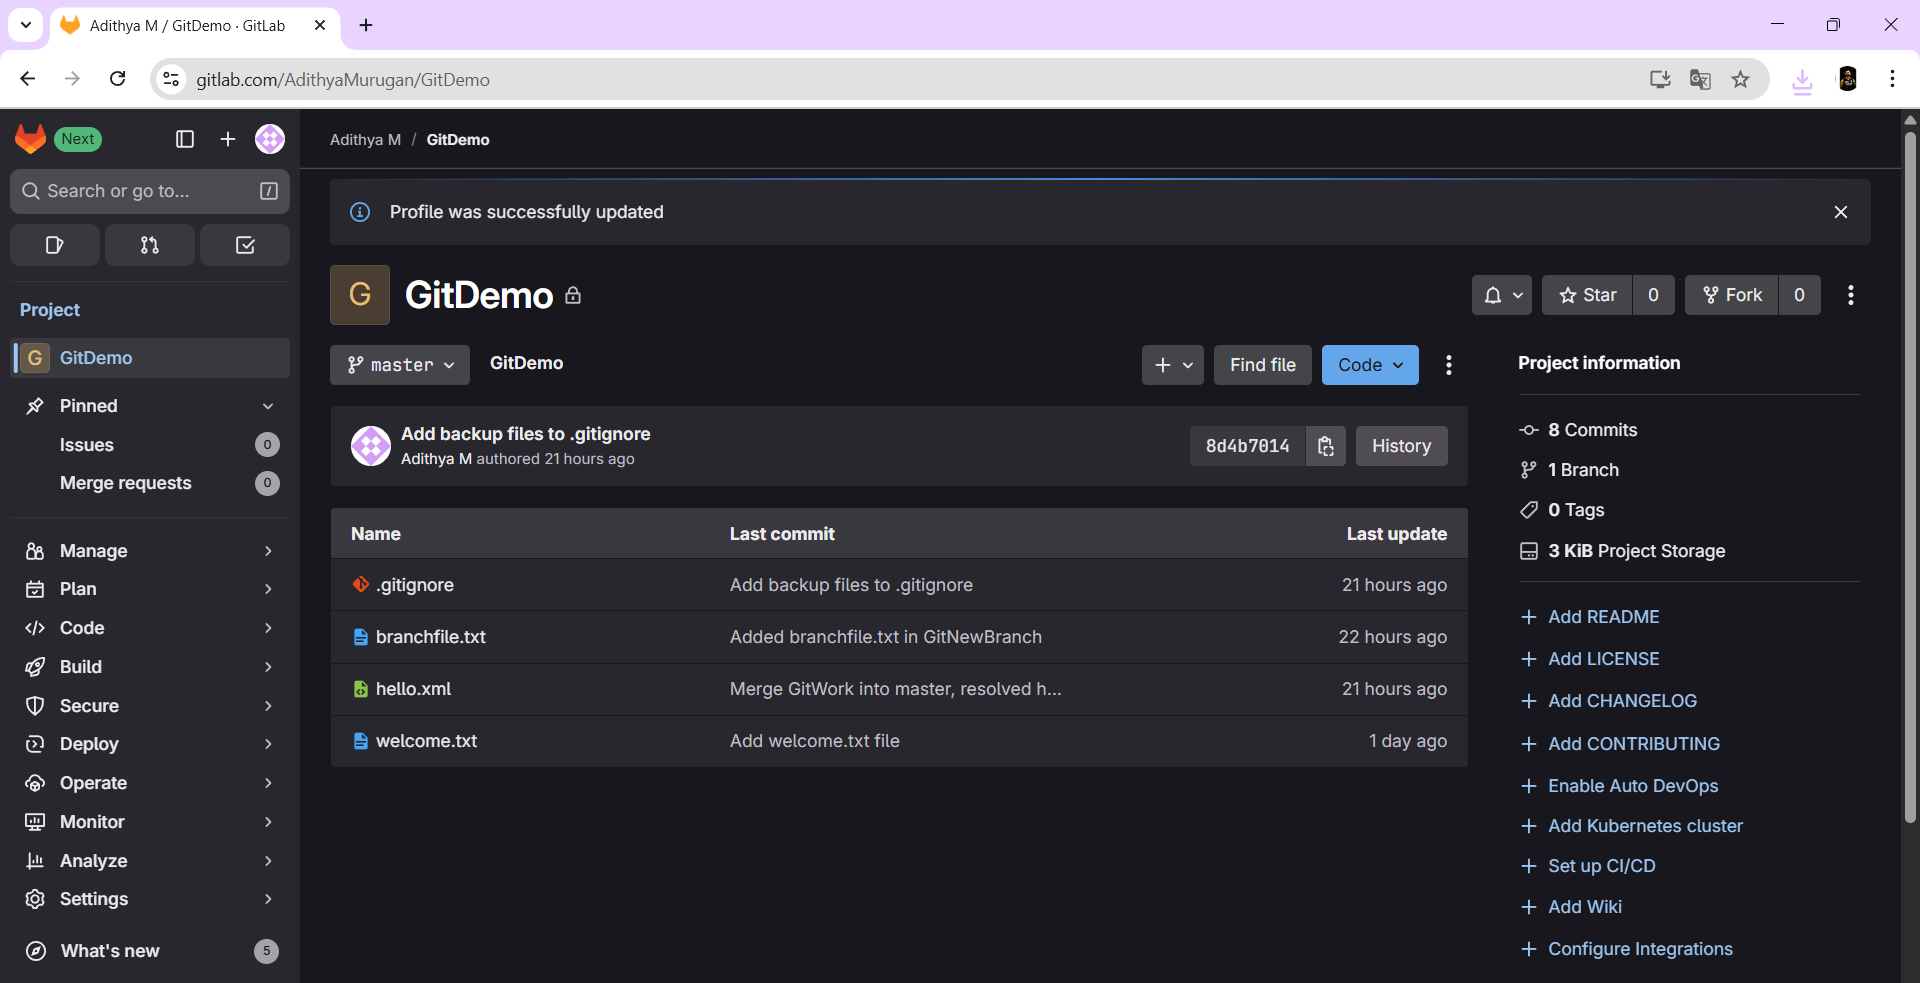 Adithya M / GitDemo · GitLab
gitlab.com/AdithyaMurugan/GitDemo
Next
Search or go to...
/
Project
G GitDemo
Pinned
Issues 0
Merge requests 0
Manage
Plan
Code
Build
Secure
Deploy
Operate
Monitor
Analyze
Settings
What's new 5
Adithya M / GitDemo
Profile was successfully updated
G GitDemo
Star 0
Fork 0
master
GitDemo
Find file
Code
Add backup files to .gitignore
Adithya M authored 21 hours ago
8d4b7014
History
Name Last commit Last update
.gitignore Add backup files to .gitignore 21 hours ago
branchfile.txt Added branchfile.txt in GitNewBranch 22 hours ago
hello.xml Merge GitWork into master, resolved h... 21 hours ago
welcome.txt Add welcome.txt file 1 day ago
Project information
8 Commits
1 Branch
0 Tags
3 KiB Project Storage
Add README
Add LICENSE
Add CHANGELOG
Add CONTRIBUTING
Enable Auto DevOps
Add Kubernetes cluster
Set up CI/CD
Add Wiki
Configure Integrations